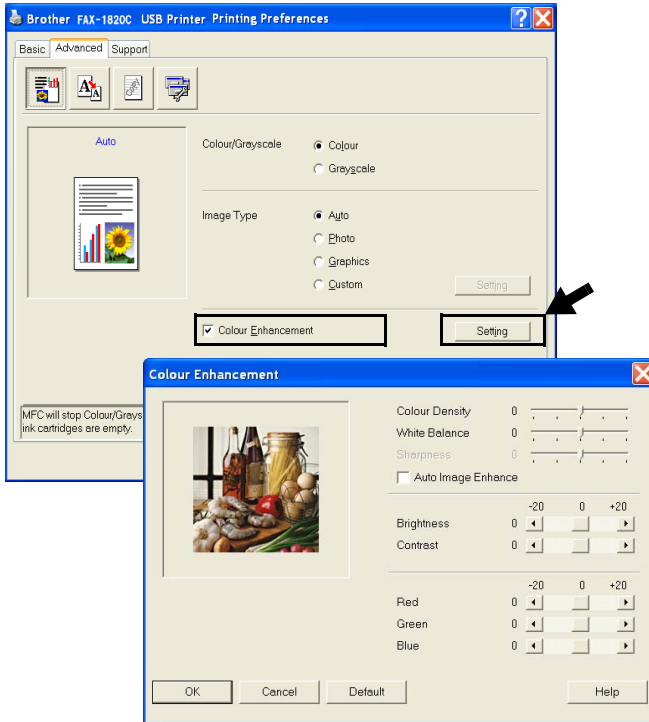 Brother FAX-1820C USB Printer Printing Preferences
Basic Advanced Support
Auto
Colour/Grayscale
Colour
Grayscale
Image Type
Auto
Photo
Graphics
Custom
Setting
Colour Enhancement
Setting
MFC will stop Colour/Grays
ink cartridges are empty.
Colour Enhancement
Colour Density 0
White Balance 0
Sharpness 0
Auto Image Enhance
-20 0 +20
Brightness 0
Contrast 0
-20 0 +20
Red 0
Green 0
Blue 0
OK Cancel Default Help